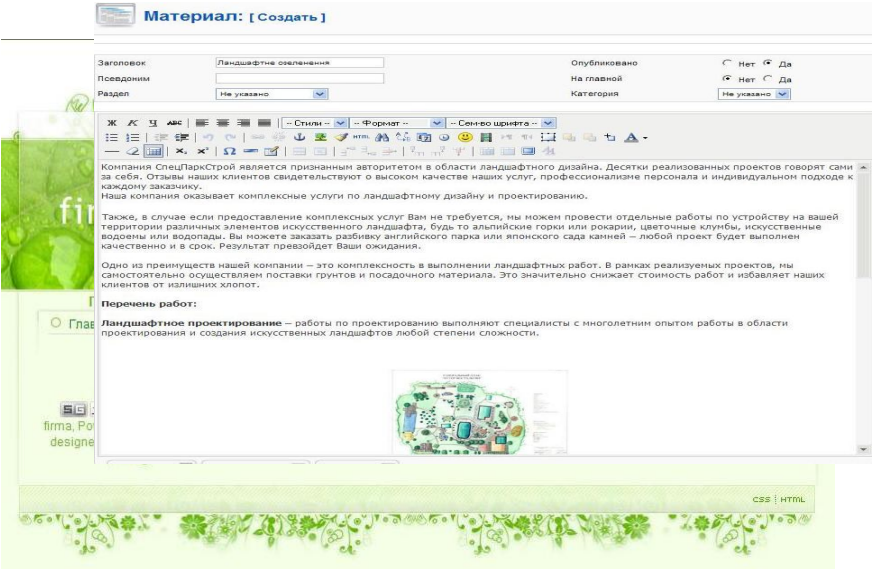 Материал: [ Создать ]
Заголовок Ландшафтне озеленення Опубликовано Нет Да
Псевдоним На главной Нет Да
Раздел Не указано Категория Не указано
Ж К Ч ABC -- Стили -- -- Формат -- -- Сем-во шрифта --
HTML
Компания СпецПаркСтрой является признанным авторитетом в области ландшафтного дизайна. Десятки реализованных проектов говорят сами
за себя. Отзывы наших клиентов свидетельствуют о высоком качестве наших услуг, профессионализме персонала и индивидуальном подходе к
каждому заказчику.
Наша компания оказывает комплексные услуги по ландшафтному дизайну и проектированию.
Также, в случае если предоставление комплексных услуг Вам не требуется, мы можем провести отдельные работы по устройству на вашей
территории различных элементов искусственного ландшафта, будь то альпийские горки или рокарии, цветочные клумбы, искусственные
водоемы или водопады. Вы можете заказать разбивку английского парка или японского сада камней – любой проект будет выполнен
качественно и в срок. Результат превзойдет Ваши ожидания.
Одно из преимуществ нашей компании – это комплексность в выполнении ландшафтных работ. В рамках реализуемых проектов, мы
самостоятельно осуществляем поставки грунтов и посадочного материала. Это значительно снижает стоимость работ и избавляет наших
клиентов от излишних хлопот.
Перечень работ:
Ландшафтное проектирование – работы по проектированию выполняют специалисты с многолетним опытом работы в области
проектирования и создания искусственных ландшафтов любой степени сложности.
fir
Глав
SG
firma, Po
designe
CSS | HTML